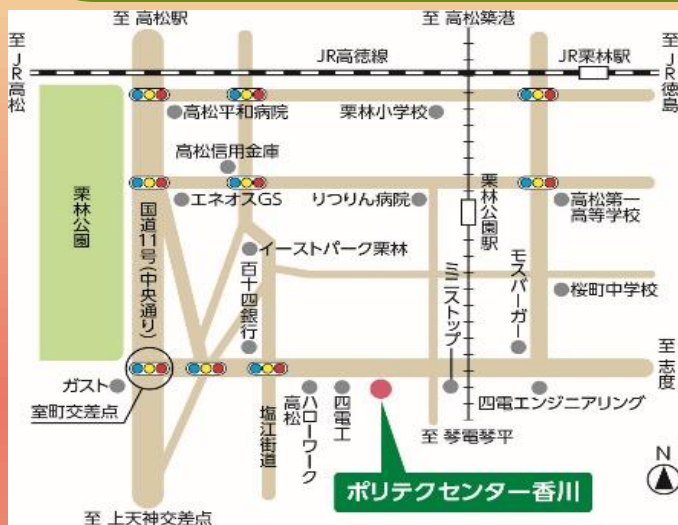 至 高松駅
至 高松築港
至 JR高松
JR高徳線
JR栗林駅
至 JR徳島
高松平和病院
栗林小学校
高松信用金庫
栗林公園
国道11号(中央通り)
エネオスGS
りつりん病院
栗林公園駅
高松第一
高等学校
イーストパーク栗林
百十四銀行
ミニストップ
モスバーガー
桜町中学校
至 志度
ガスト
室町交差点
塩江街道
ハローワーク
高松
四電工
四電エンジニアリング
至 琴電琴平
ポリテクセンター香川
N
至 上天神交差点